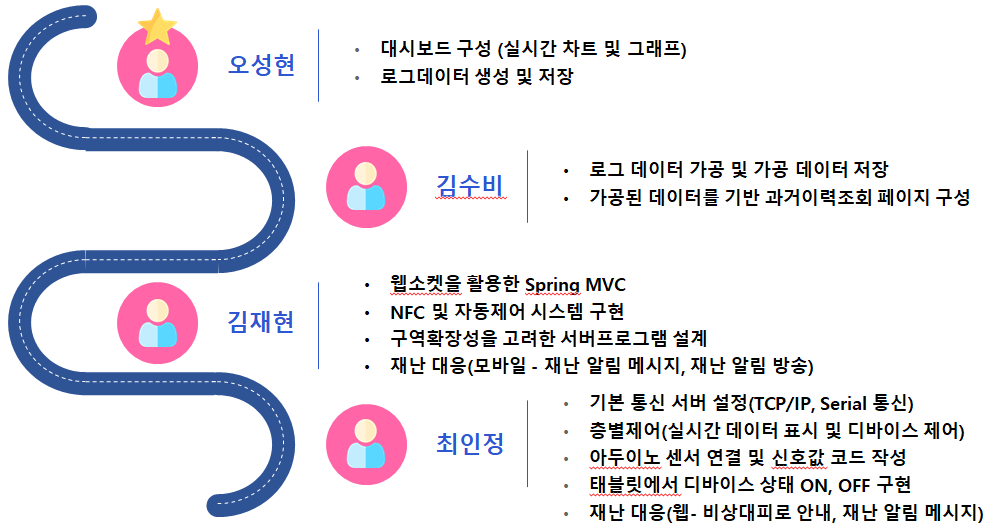 오성현
• 대시보드 구성 (실시간 차트 및 그래프)
• 로그데이터 생성 및 저장
김수비
• 로그 데이터 가공 및 가공 데이터 저장
• 가공된 데이터를 기반 과거이력조회 페이지 구성
김재현
• 웹소켓을 활용한 Spring MVC
• NFC 및 자동제어 시스템 구현
• 구역확장성을 고려한 서버프로그램 설계
• 재난 대응(모바일 - 재난 알림 메시지, 재난 알림 방송)
최인정
• 기본 통신 서버 설정(TCP/IP, Serial 통신)
• 층별제어(실시간 데이터 표시 및 디바이스 제어)
• 아두이노 센서 연결 및 신호값 코드 작성
• 태블릿에서 디바이스 상태 ON, OFF 구현
• 재난 대응(웹- 비상대피로 안내, 재난 알림 메시지)